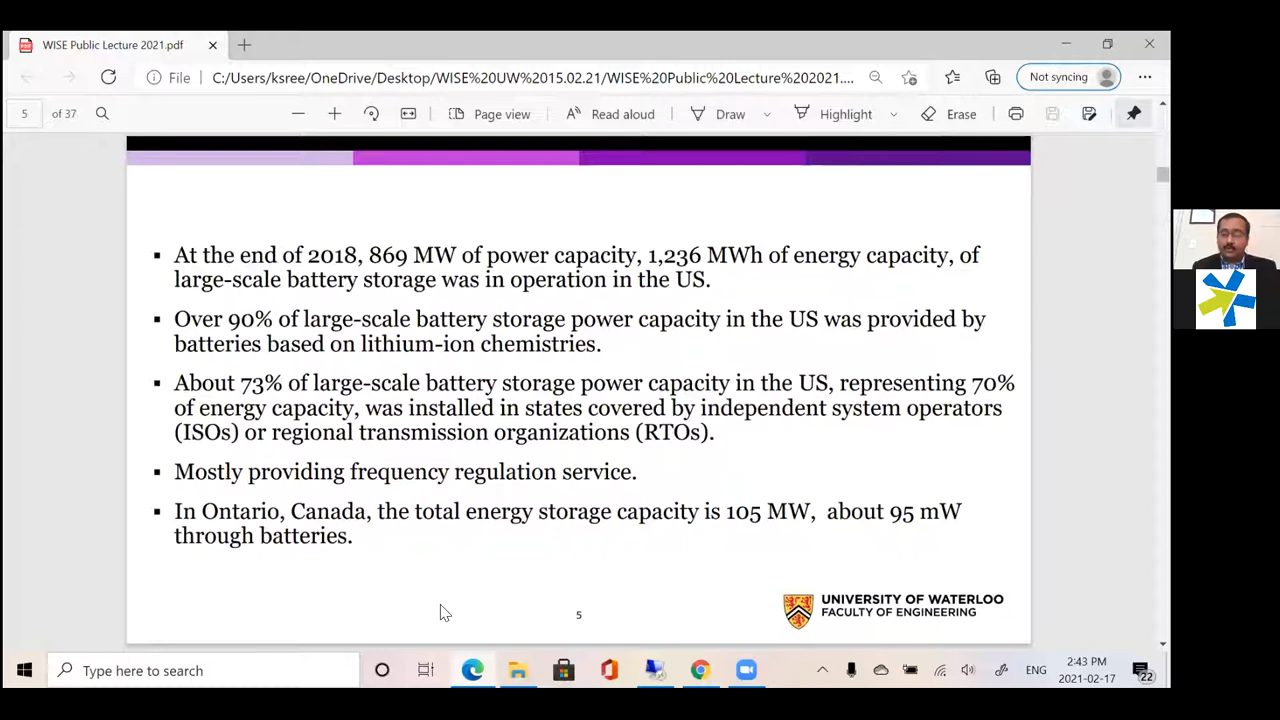 WISE Public Lecture 2021.pdf
File
C:/Users/ksree/OneDrive/Desktop/WISE%20UW%2015.02.21/WISE%20Public%20Lecture%202021....
Not syncing
5 of 37
Page view
Read aloud
Draw
Highlight
Erase
▪ At the end of 2018, 869 MW of power capacity, 1,236 MWh of energy capacity, of
large-scale battery storage was in operation in the US.
▪ Over 90% of large-scale battery storage power capacity in the US was provided by
batteries based on lithium-ion chemistries.
▪ About 73% of large-scale battery storage power capacity in the US, representing 70%
of energy capacity, was installed in states covered by independent system operators
(ISOs) or regional transmission organizations (RTOs).
▪ Mostly providing frequency regulation service.
▪ In Ontario, Canada, the total energy storage capacity is 105 MW, about 95 mW
through batteries.
5
UNIVERSITY OF WATERLOO
FACULTY OF ENGINEERING
Type here to search
ENG
2:43 PM
2021-02-17
22